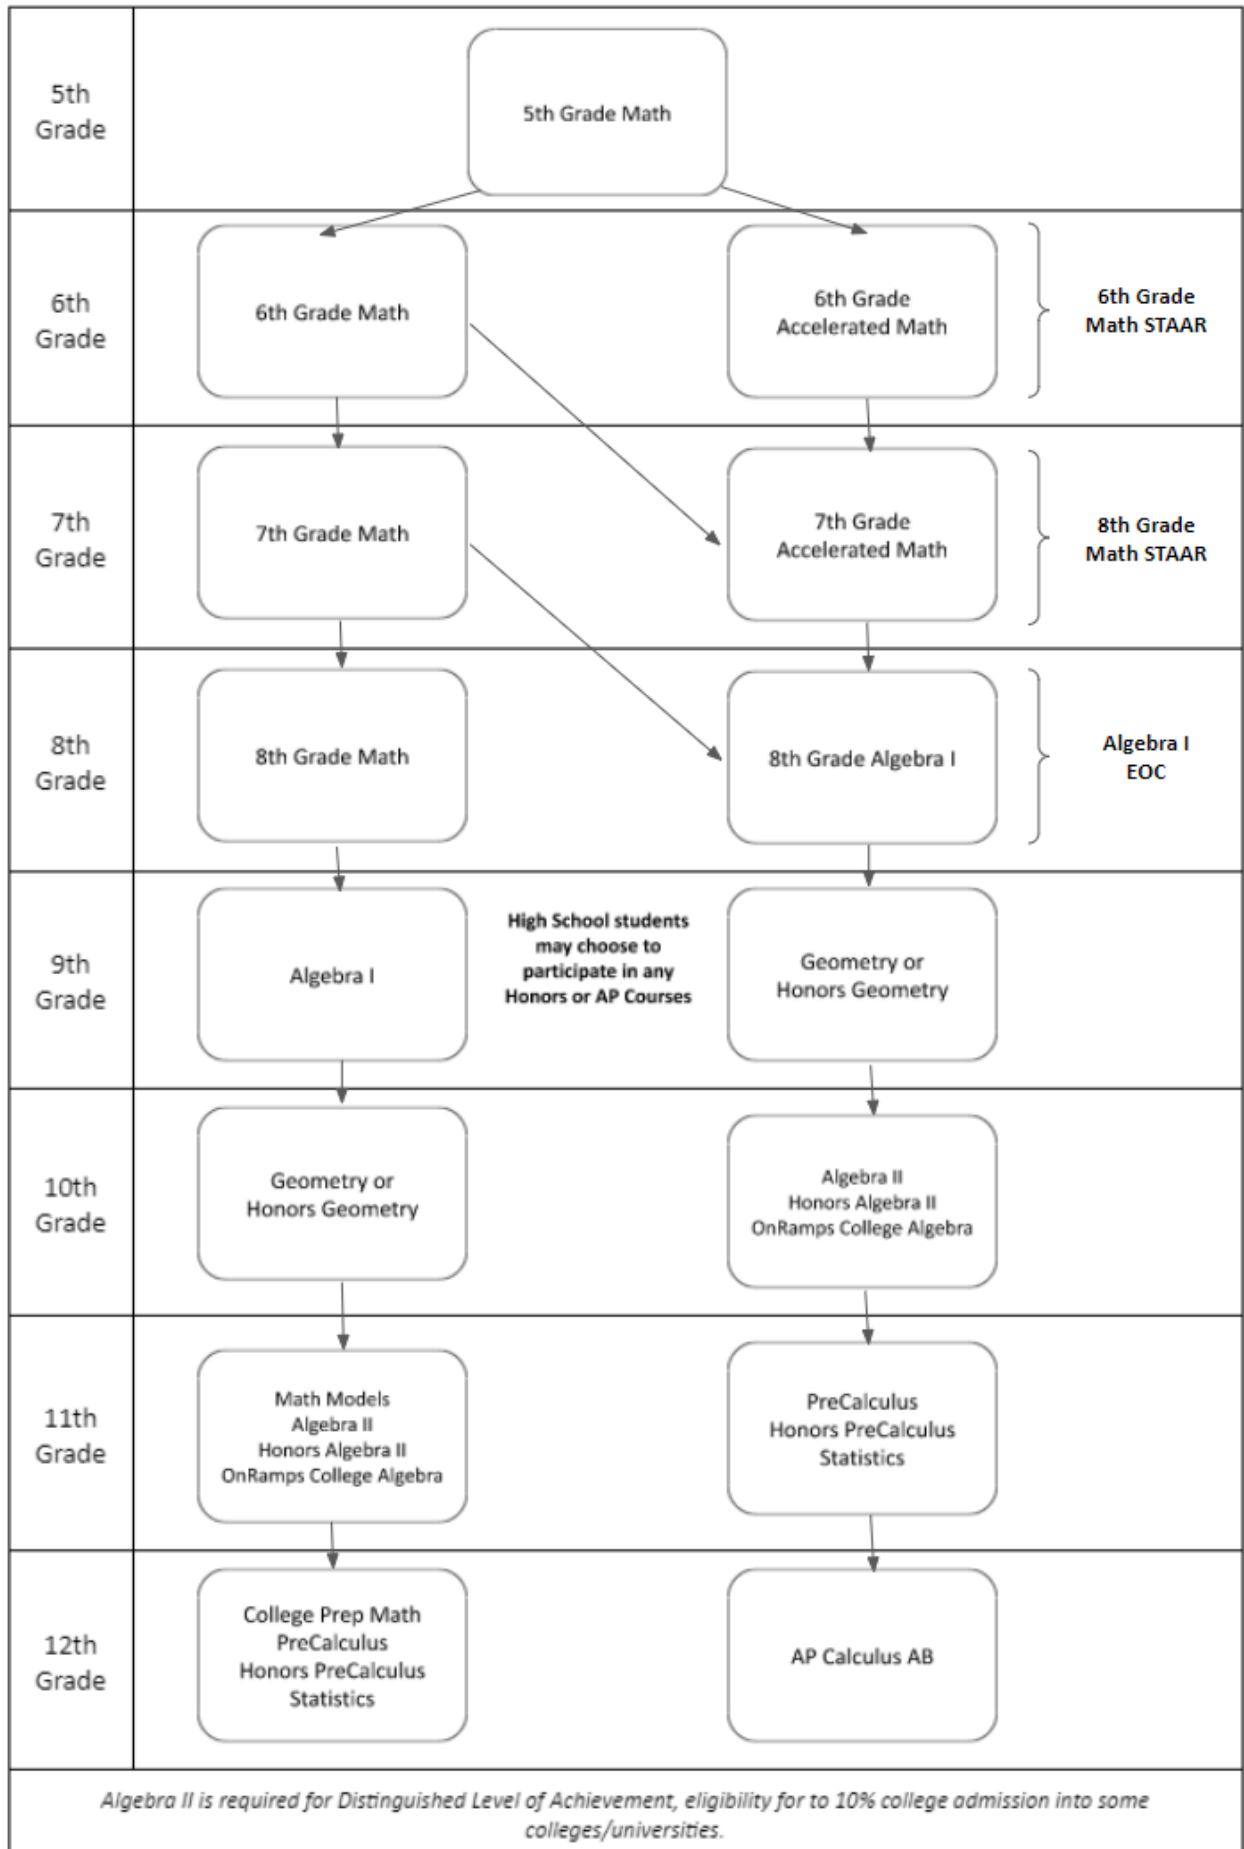 5th
Grade
5th Grade Math
6th
Grade
6th Grade Math
6th Grade
Accelerated Math
6th Grade
Math STAAR
7th
Grade
7th Grade Math
7th Grade
Accelerated Math
8th Grade
Math STAAR
8th
Grade
8th Grade Math
8th Grade Algebra I
Algebra I
EOC
9th
Grade
Algebra I
High School students
may choose to
participate in any
Honors or AP Courses
Geometry or
Honors Geometry
10th
Grade
Geometry or
Honors Geometry
Algebra II
Honors Algebra II
OnRamps College Algebra
11th
Grade
Math Models
Algebra II
Honors Algebra II
OnRamps College Algebra
PreCalculus
Honors PreCalculus
Statistics
12th
Grade
College Prep Math
PreCalculus
Honors PreCalculus
Statistics
AP Calculus AB
Algebra II is required for Distinguished Level of Achievement, eligibility for to 10% college admission into some
colleges/universities.